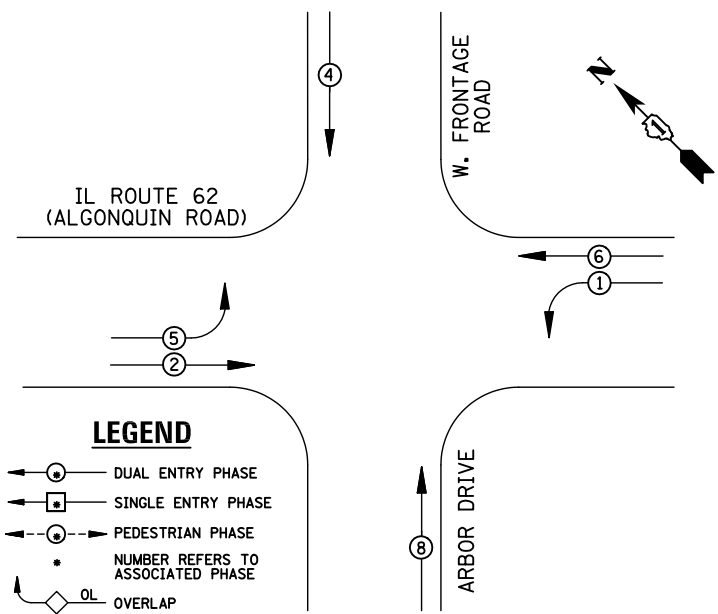 4
W. FRONTAGE
ROAD
N
1
IL ROUTE 62
(ALGONQUIN ROAD)
6
1
5
2
LEGEND
* DUAL ENTRY PHASE
* SINGLE ENTRY PHASE
* PEDESTRIAN PHASE
* NUMBER REFERS TO
ASSOCIATED PHASE
OL OVERLAP
8
ARBOR DRIVE